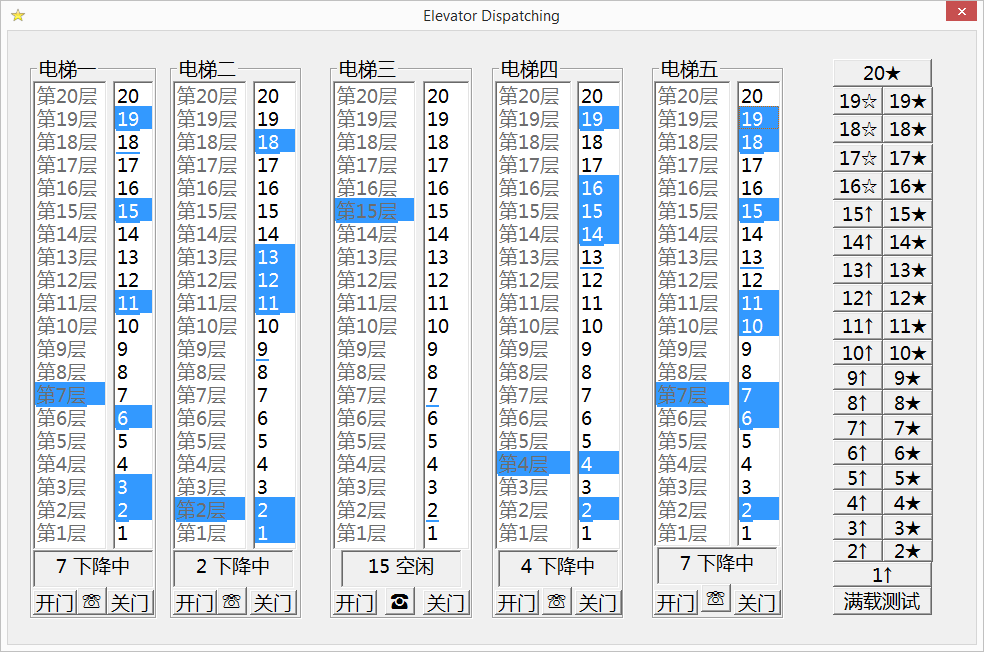 Elevator Dispatching
电梯一 电梯二 电梯三 电梯四 电梯五
20★
第20层 20 第20层 20 第20层 20 第20层 20 第20层 20
19☆ 19★
第19层 19 第19层 19 第19层 19 第19层 19 第19层 19
18☆ 18★
第18层 18 第18层 18 第18层 18 第18层 18 第18层 18
17☆ 17★
第17层 17 第17层 17 第17层 17 第17层 17 第17层 17
16☆ 16★
第16层 16 第16层 16 第16层 16 第16层 16 第16层 16
15↑ 15★
第15层 15 第15层 15 第15层 15 第15层 15 第15层 15
14↑ 14★
第14层 14 第14层 14 第14层 14 第14层 14 第14层 14
13↑ 13★
第13层 13 第13层 13 第13层 13 第13层 13 第13层 13
12↑ 12★
第12层 12 第12层 12 第12层 12 第12层 12 第12层 12
11↑ 11★
第11层 11 第11层 11 第11层 11 第11层 11 第11层 11
10↑ 10★
第10层 10 第10层 10 第10层 10 第10层 10 第10层 10
9↑ 9★
第9层 9 第9层 9 第9层 9 第9层 9 第9层 9
8↑ 8★
第8层 8 第8层 8 第8层 8 第8层 8 第8层 8
7↑ 7★
第7层 7 第7层 7 第7层 7 第7层 7 第7层 7
6↑ 6★
第6层 6 第6层 6 第6层 6 第6层 6 第6层 6
5↑ 5★
第5层 5 第5层 5 第5层 5 第5层 5 第5层 5
4↑ 4★
第4层 4 第4层 4 第4层 4 第4层 4 第4层 4
3↑ 3★
第3层 3 第3层 3 第3层 3 第3层 3 第3层 3
2↑ 2★
第2层 2 第2层 2 第2层 2 第2层 2 第2层 2
1↑
第1层 1 第1层 1 第1层 1 第1层 1 第1层 1
7 下降中 2 下降中 15 空闲 4 下降中 7 下降中
开门 ☏ 关门 开门 ☏ 关门 开门 ☎ 关门 开门 ☏ 关门 开门 ☏ 关门
满载测试